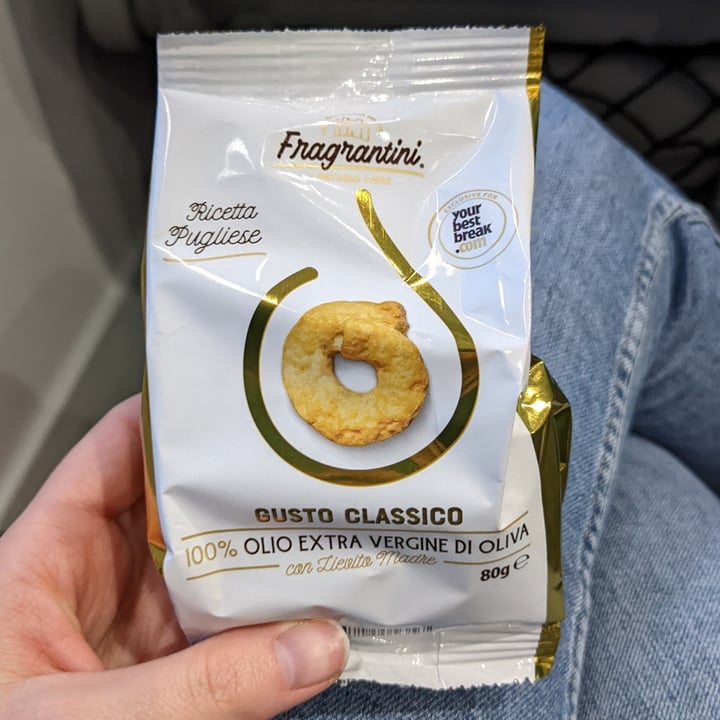 Fragrantini®
Ricetta
Pugliese
EXCLUSIVE FOR
your
best
break
.com
GUSTO CLASSICO
100% OLIO EXTRA VERGINE DI OLIVA
con Lievito Madre
80g ℮